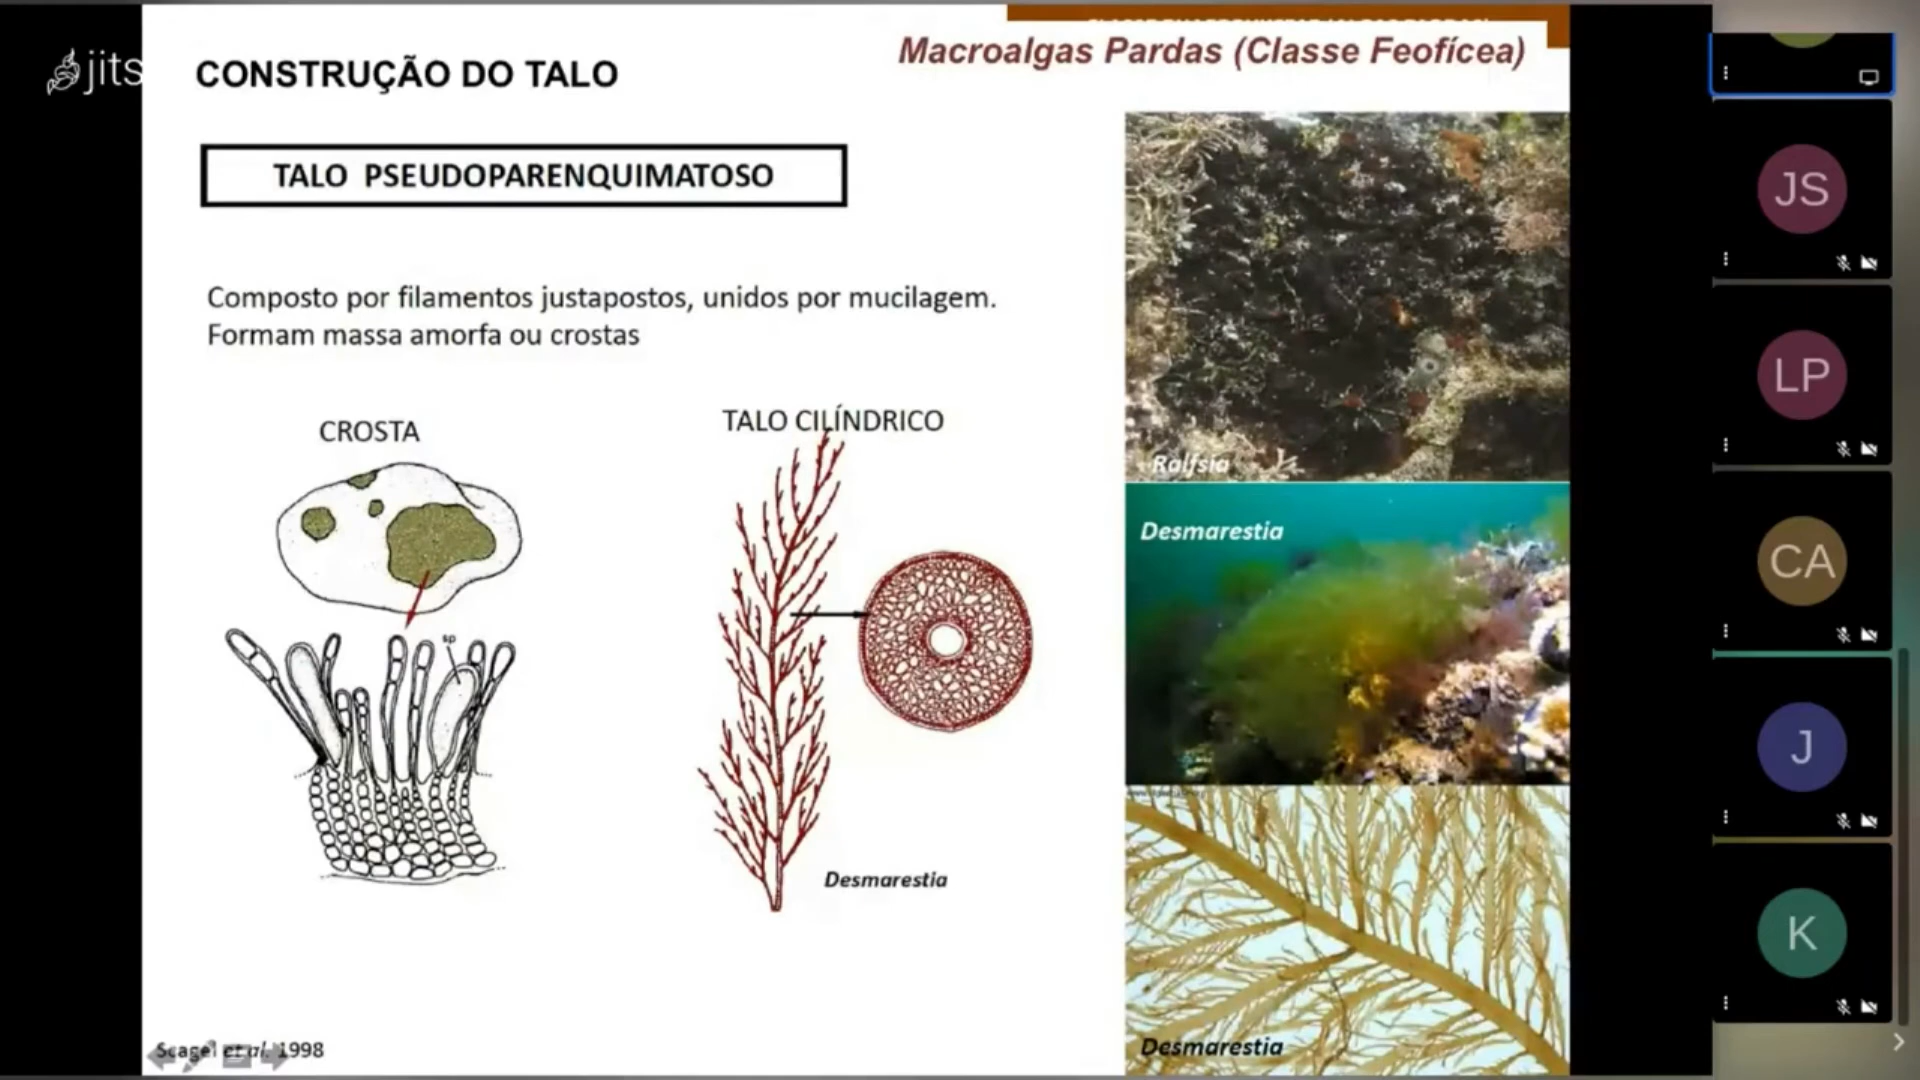 jits
CONSTRUÇÃO DO TALO
Macroalgas Pardas (Classe Feofícea)
TALO PSEUDOPARENQUIMATOSO
Composto por filamentos justapostos, unidos por mucilagem.
Formam massa amorfa ou crostas
CROSTA
TALO CILÍNDRICO
sp
Desmarestia
Ralfsia
Desmarestia
Desmarestia
Scagel et al. 1998
JS
LP
CA
J
K